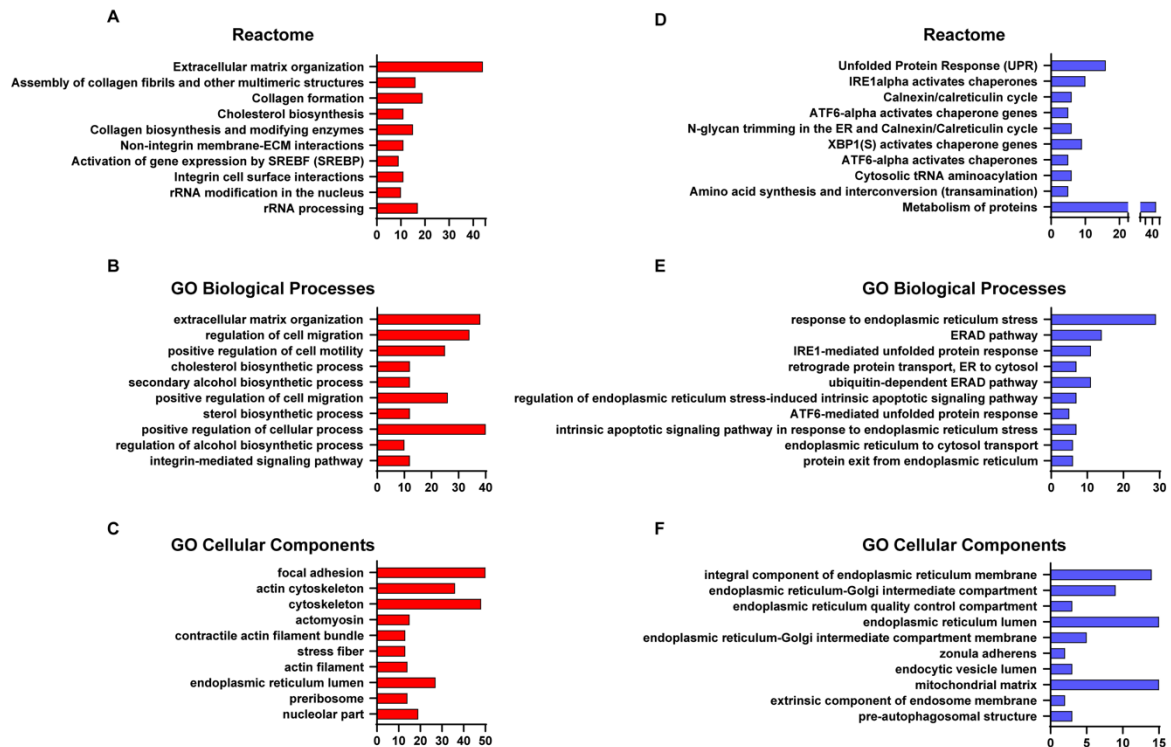 A
Reactome
Extracellular matrix organization
Assembly of collagen fibrils and other multimeric structures
Collagen formation
Cholesterol biosynthesis
Collagen biosynthesis and modifying enzymes
Non-integrin membrane-ECM interactions
Activation of gene expression by SREBF (SREBP)
Integrin cell surface interactions
rRNA modification in the nucleus
rRNA processing
0 10 20 30 40
B
GO Biological Processes
extracellular matrix organization
regulation of cell migration
positive regulation of cell motility
cholesterol biosynthetic process
secondary alcohol biosynthetic process
positive regulation of cell migration
sterol biosynthetic process
positive regulation of cellular process
regulation of alcohol biosynthetic process
integrin-mediated signaling pathway
0 10 20 30 40
C
GO Cellular Components
focal adhesion
actin cytoskeleton
cytoskeleton
actomyosin
contractile actin filament bundle
stress fiber
actin filament
endoplasmic reticulum lumen
preribosome
nucleolar part
0 10 20 30 40 50
D
Reactome
Unfolded Protein Response (UPR)
IRE1alpha activates chaperones
Calnexin/calreticulin cycle
ATF6-alpha activates chaperone genes
N-glycan trimming in the ER and Calnexin/Calreticulin cycle
XBP1(S) activates chaperone genes
ATF6-alpha activates chaperones
Cytosolic tRNA aminoacylation
Amino acid synthesis and interconversion (transamination)
Metabolism of proteins
0 10 20 40
E
GO Biological Processes
response to endoplasmic reticulum stress
ERAD pathway
IRE1-mediated unfolded protein response
retrograde protein transport, ER to cytosol
ubiquitin-dependent ERAD pathway
regulation of endoplasmic reticulum stress-induced intrinsic apoptotic signaling pathway
ATF6-mediated unfolded protein response
intrinsic apoptotic signaling pathway in response to endoplasmic reticulum stress
endoplasmic reticulum to cytosol transport
protein exit from endoplasmic reticulum
0 10 20 30
F
GO Cellular Components
integral component of endoplasmic reticulum membrane
endoplasmic reticulum-Golgi intermediate compartment
endoplasmic reticulum quality control compartment
endoplasmic reticulum lumen
endoplasmic reticulum-Golgi intermediate compartment membrane
zonula adherens
endocytic vesicle lumen
mitochondrial matrix
extrinsic component of endosome membrane
pre-autophagosomal structure
0 5 10 15